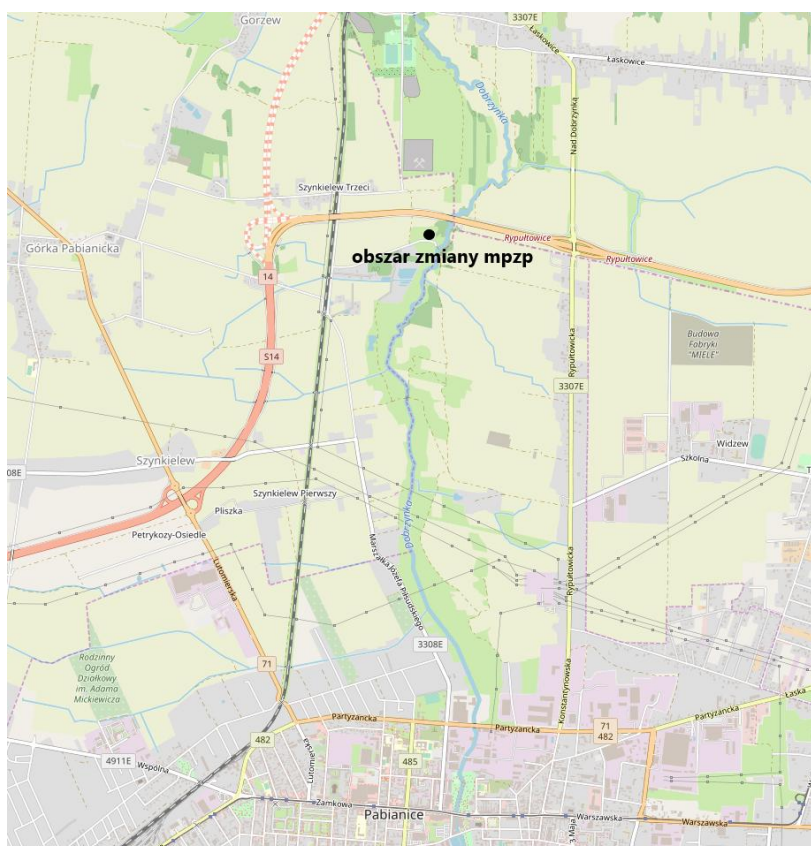 Gorzew
3307E
Łaskowice
Łaskowice
Dobrzynka
Nad Dobrzynką
Szynkielew Trzeci
Górka Pabianicka
obszar zmiany mpzp
Rypułtowice
Rypułtowice
14
S14
Rypułtowicka
Budowa
Fabryki
"MIELE"
3307E
Widzew
Szkolna
Szynkielew
08E
Szynkielew Pierwszy
Pliszka
Petrykozy-Osiedle
Dobrzynka
Marszałka Józefa Piłsudskiego
Lutomierska
Rypułtowicka
Rodzinny
Ogród
Działkowy
im. Adama
Mickiewicza
71
3308E
Konstantynowska
Łaska
Partyzancka
Partyzancka
Partyzancka
71
482
482
4911E
Wspólna
485
Zamkowa
Pabianice
Warszawska
Warszawska
3 Maja